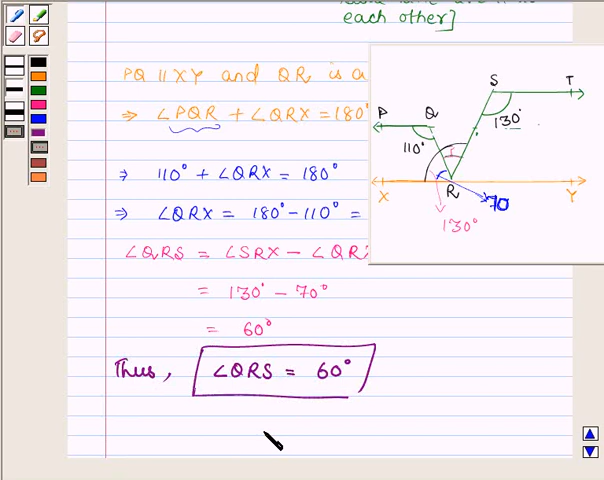 each other]
PQ || XY and QR is a
⇒ ∠PQR + ∠QRX = 180°
⇒ 110° + ∠QRX = 180°
⇒ ∠QRX = 180° - 110° =
∠QRS = ∠SRX - ∠QRX
= 130° - 70°
= 60°
Thus, ∠QRS = 60°
S T
P Q 130°
110°
R
X 70 Y
130°